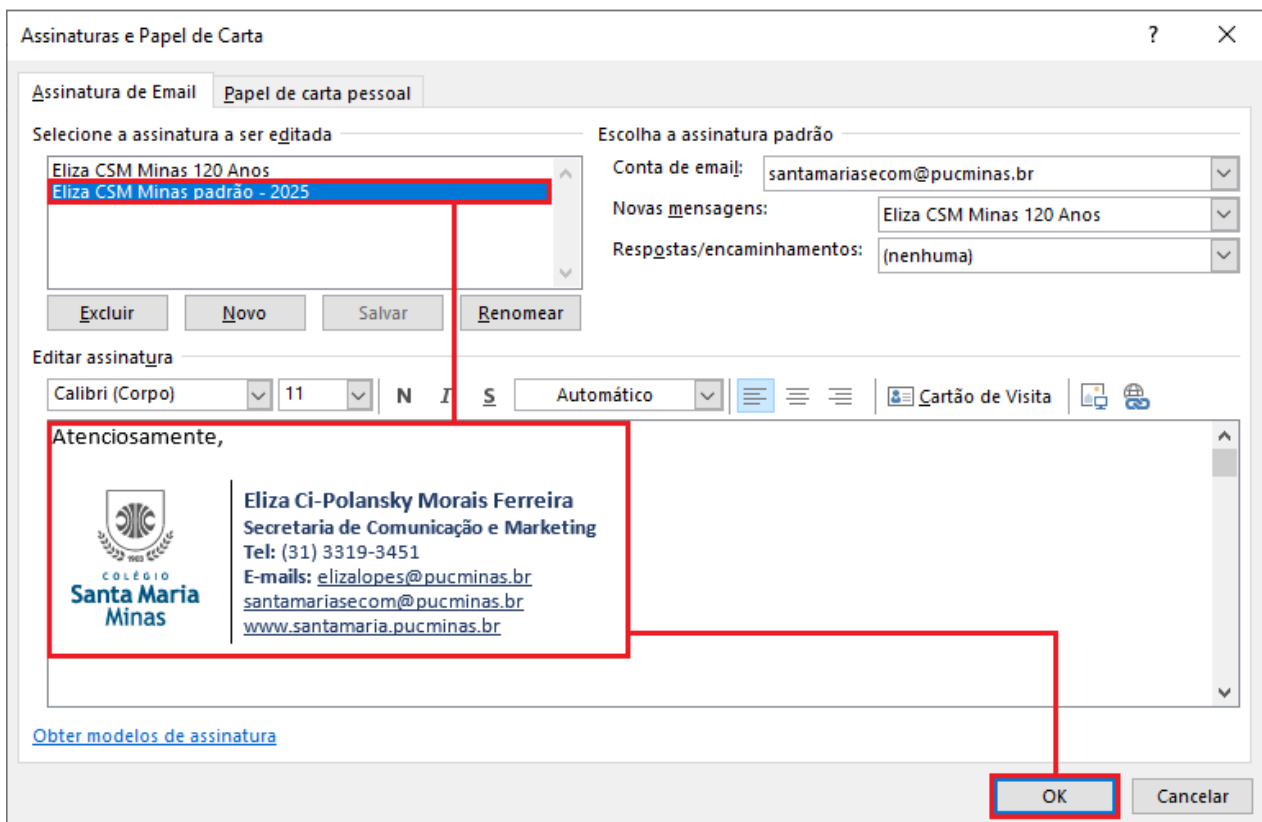 Assinaturas e Papel de Carta
?
Assinatura de Email
Papel de carta pessoal
Selecione a assinatura a ser editada
Eliza CSM Minas 120 Anos
Eliza CSM Minas padrão - 2025
Excluir
Novo
Salvar
Renomear
Escolha a assinatura padrão
Conta de email: santamariasecom@pucminas.br
Novas mensagens: Eliza CSM Minas 120 Anos
Respostas/encaminhamentos: (nenhuma)
Editar assinatura
Calibri (Corpo) 11 N I S Automático Cartão de Visita
Atenciosamente,
1903
COLÉGIO
Santa Maria
Minas
Eliza Ci-Polansky Morais Ferreira
Secretaria de Comunicação e Marketing
Tel: (31) 3319-3451
E-mails: elizalopes@pucminas.br
santamariasecom@pucminas.br
www.santamaria.pucminas.br
Obter modelos de assinatura
OK
Cancelar